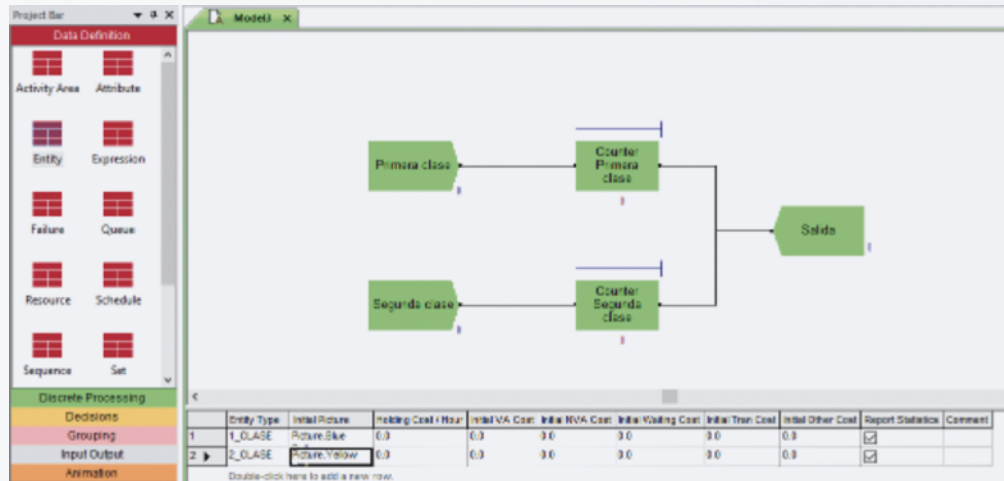 Project Bar
Model3
Data Definition
Activity Area
Attribute
Entity
Expression
Failure
Queue
Resource
Schedule
Sequence
Set
Discrete Processing
Decisions
Grouping
Input Output
Animation
Primara clase
Counter
Primara
clase
Salida
Segunda clase
Counter
Segunda
clase
Entity Type Initial Picture Holding Cost / Hour Initial VA Cost Initial NVA Cost Initial Waiting Cost Initial Tran Cost Initial Other Cost Report Statistics Comment
1 1_CLASE Picture.Blue 0.0 0.0 0.0 0.0 0.0 0.0
2 2_CLASE Picture.Yellow 0.0 0.0 0.0 0.0 0.0 0.0
Double-click here to add a new row.